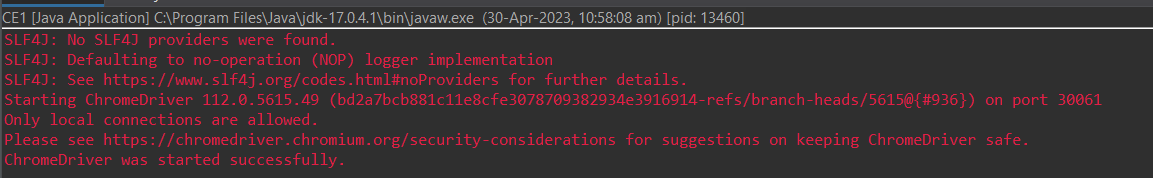 CE1 [Java Application] C:\Program Files\Java\jdk-17.0.4.1\bin\javaw.exe (30-Apr-2023, 10:58:08 am) [pid: 13460]
SLF4J: No SLF4J providers were found.
SLF4J: Defaulting to no-operation (NOP) logger implementation
SLF4J: See https://www.slf4j.org/codes.html#noProviders for further details.
Starting ChromeDriver 112.0.5615.49 (bd2a7bcb881c11e8cfe3078709382934e3916914-refs/branch-heads/5615@{#936}) on port 30061
Only local connections are allowed.
Please see https://chromedriver.chromium.org/security-considerations for suggestions on keeping ChromeDriver safe.
ChromeDriver was started successfully.